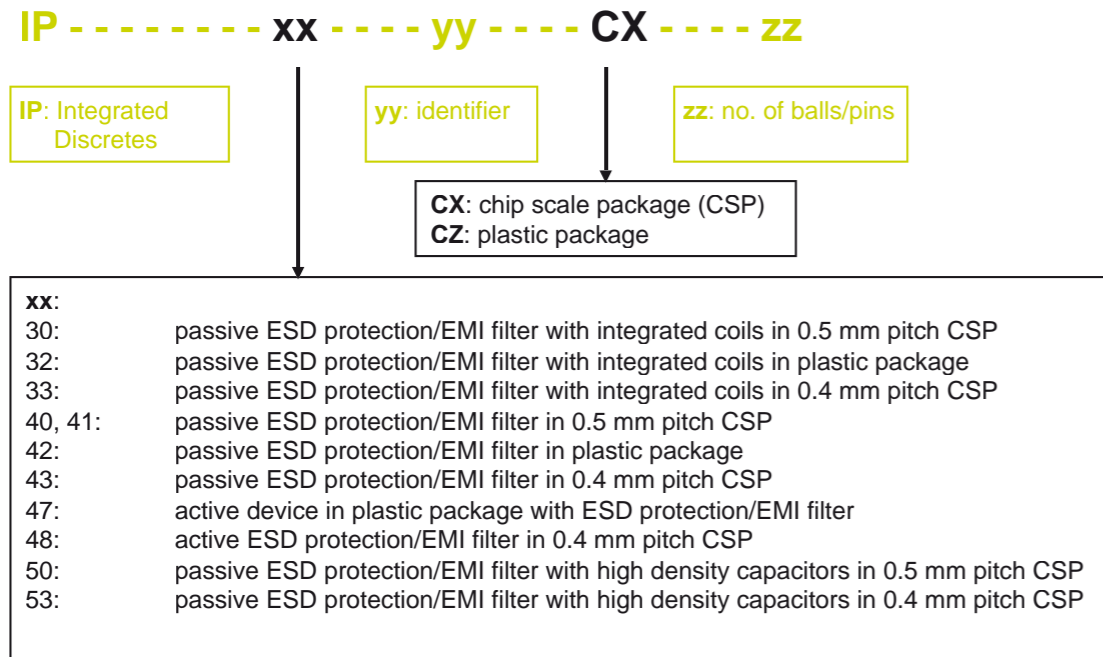 IP - - - - - - - - xx - - - - yy - - - - CX - - - - zz
IP: Integrated
Discretes
yy: identifier
zz: no. of balls/pins
CX: chip scale package (CSP)
CZ: plastic package
xx:
30: passive ESD protection/EMI filter with integrated coils in 0.5 mm pitch CSP
32: passive ESD protection/EMI filter with integrated coils in plastic package
33: passive ESD protection/EMI filter with integrated coils in 0.4 mm pitch CSP
40, 41: passive ESD protection/EMI filter in 0.5 mm pitch CSP
42: passive ESD protection/EMI filter in plastic package
43: passive ESD protection/EMI filter in 0.4 mm pitch CSP
47: active device in plastic package with ESD protection/EMI filter
48: active ESD protection/EMI filter in 0.4 mm pitch CSP
50: passive ESD protection/EMI filter with high density capacitors in 0.5 mm pitch CSP
53: passive ESD protection/EMI filter with high density capacitors in 0.4 mm pitch CSP